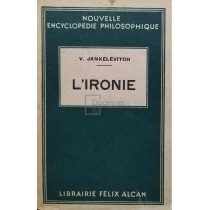 NOUVELLE
ENCYCLOPÉDIE PHILOSOPHIQUE
V. JANKÉLÉVITCH
L'IRONIE
LIBRAIRIE FÉLIX ALCAN